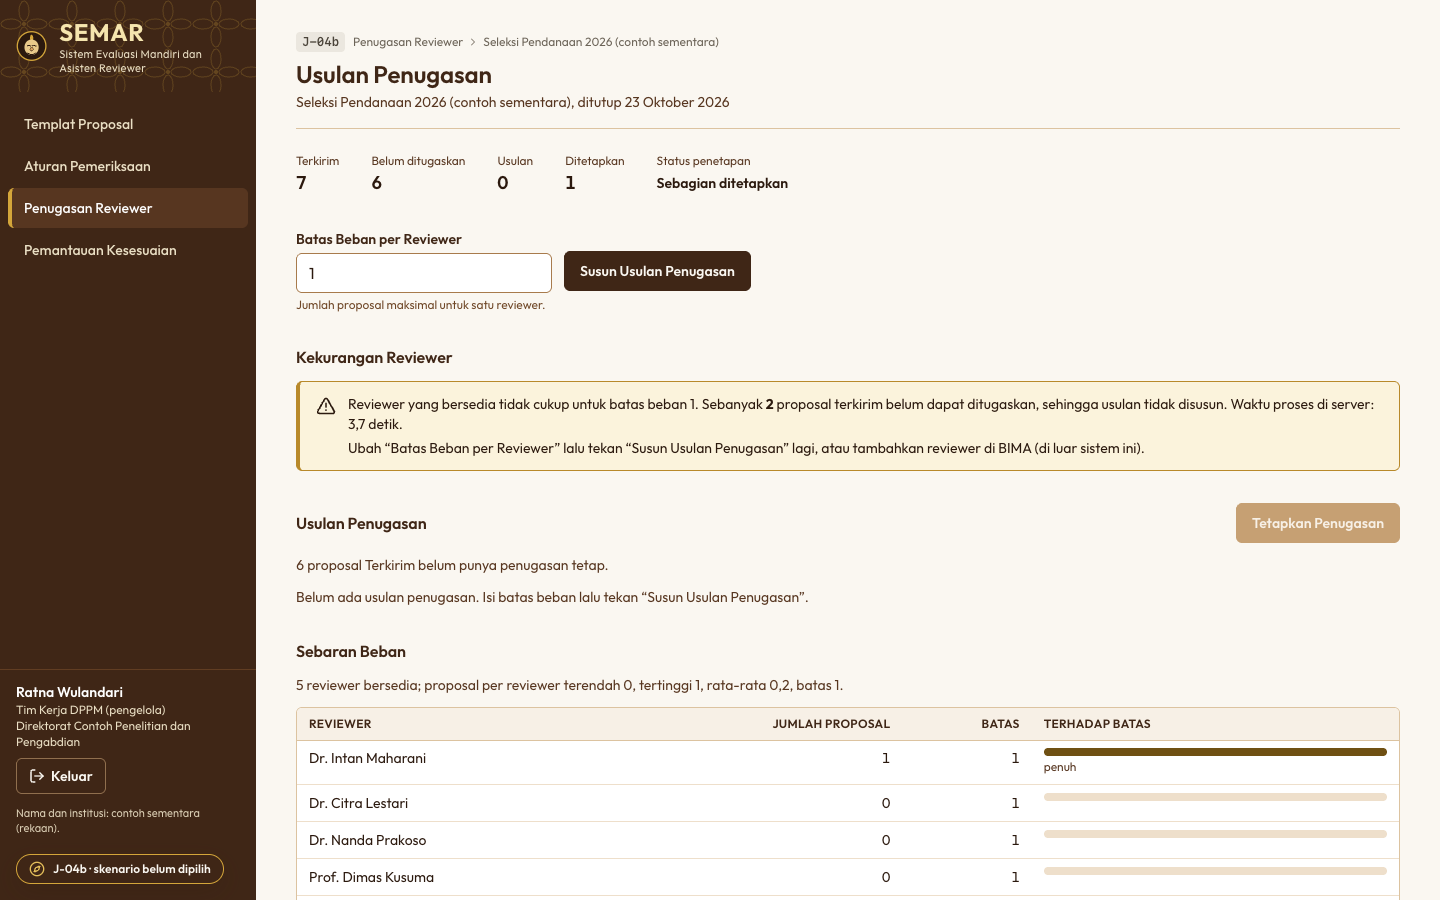 SEMAR
Sistem Evaluasi Mandiri dan
Asisten Reviewer
Templat Proposal
Aturan Pemeriksaan
Penugasan Reviewer
Pemantauan Kesesuaian
Ratna Wulandari
Tim Kerja DPPM (pengelola)
Direktorat Contoh Penelitian dan
Pengabdian
Keluar
Nama dan institusi: contoh sementara
(rekaan).
J-04b · skenario belum dipilih
J-04b Penugasan Reviewer > Seleksi Pendanaan 2026 (contoh sementara)
Usulan Penugasan
Seleksi Pendanaan 2026 (contoh sementara), ditutup 23 Oktober 2026
Terkirim Belum ditugaskan Usulan Ditetapkan Status penetapan
7 6 0 1 Sebagian ditetapkan
Batas Beban per Reviewer
1 Susun Usulan Penugasan
Jumlah proposal maksimal untuk satu reviewer.
Kekurangan Reviewer
Reviewer yang bersedia tidak cukup untuk batas beban 1. Sebanyak 2 proposal terkirim belum dapat ditugaskan, sehingga usulan tidak disusun. Waktu proses di server:
3,7 detik.
Ubah “Batas Beban per Reviewer” lalu tekan “Susun Usulan Penugasan” lagi, atau tambahkan reviewer di BIMA (di luar sistem ini).
Usulan Penugasan Tetapkan Penugasan
6 proposal Terkirim belum punya penugasan tetap.
Belum ada usulan penugasan. Isi batas beban lalu tekan “Susun Usulan Penugasan”.
Sebaran Beban
5 reviewer bersedia; proposal per reviewer terendah 0, tertinggi 1, rata-rata 0,2, batas 1.
REVIEWER JUMLAH PROPOSAL BATAS TERHADAP BATAS
Dr. Intan Maharani 1 1
penuh
Dr. Citra Lestari 0 1
Dr. Nanda Prakoso 0 1
Prof. Dimas Kusuma 0 1